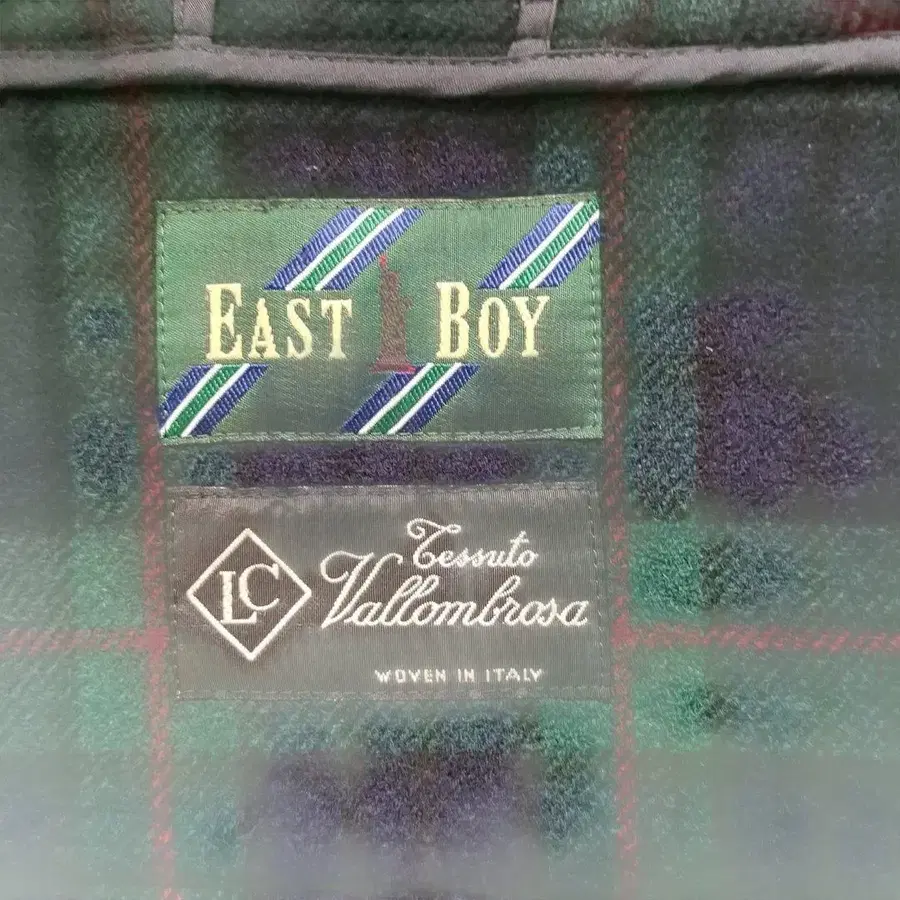 EAST BOY
LC
Tessuto
Vallombrosa
WOVEN IN ITALY